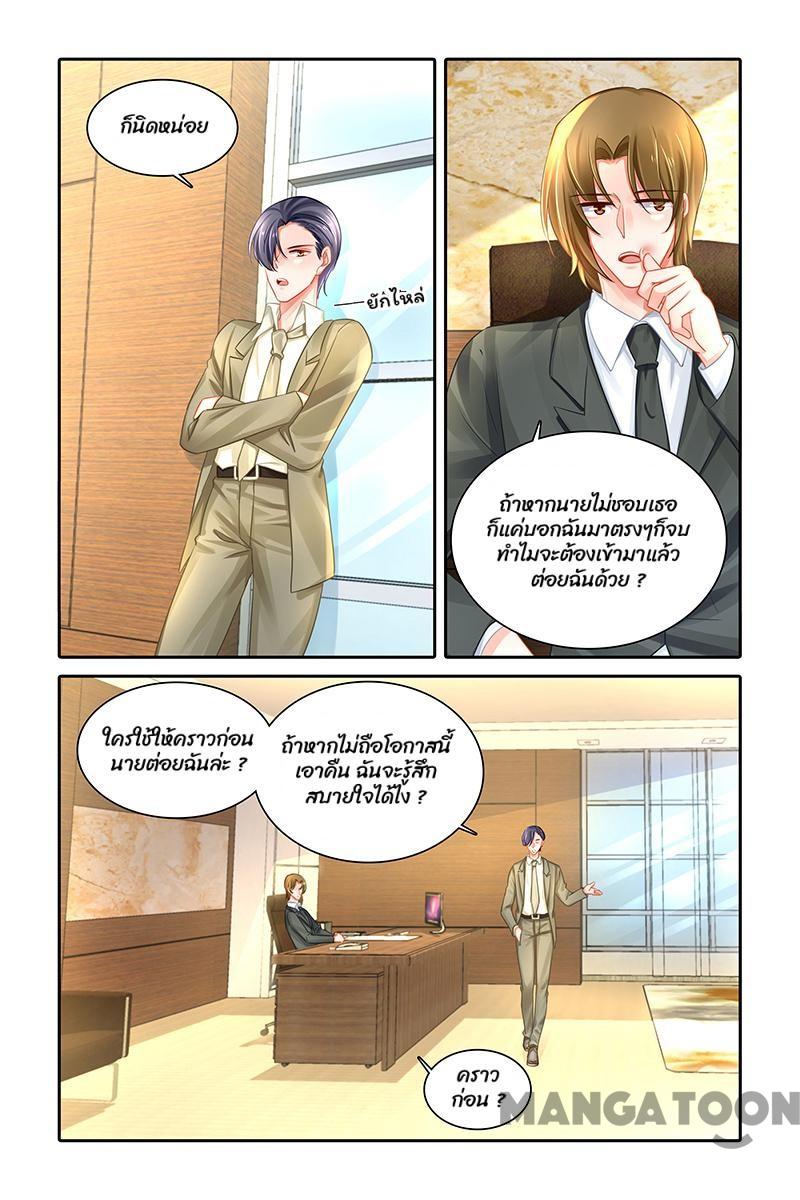 ก็นิดหน่อย
ยักไหล่
ถ้าหากนายไม่ชอบเธอ
ก็แค่บอกฉันมาตรงๆก็จบ
ทำไมจะต้องเข้ามาแล้ว
ต่อยฉันด้วย ?
ใครใช้ให้คราวก่อน
นายต่อยฉันล่ะ ?
ถ้าหากไม่ถือโอกาสนี้
เอาคืน ฉันจะรู้สึก
สบายใจได้ไง ?
คราว
ก่อน ?
MANGATOON